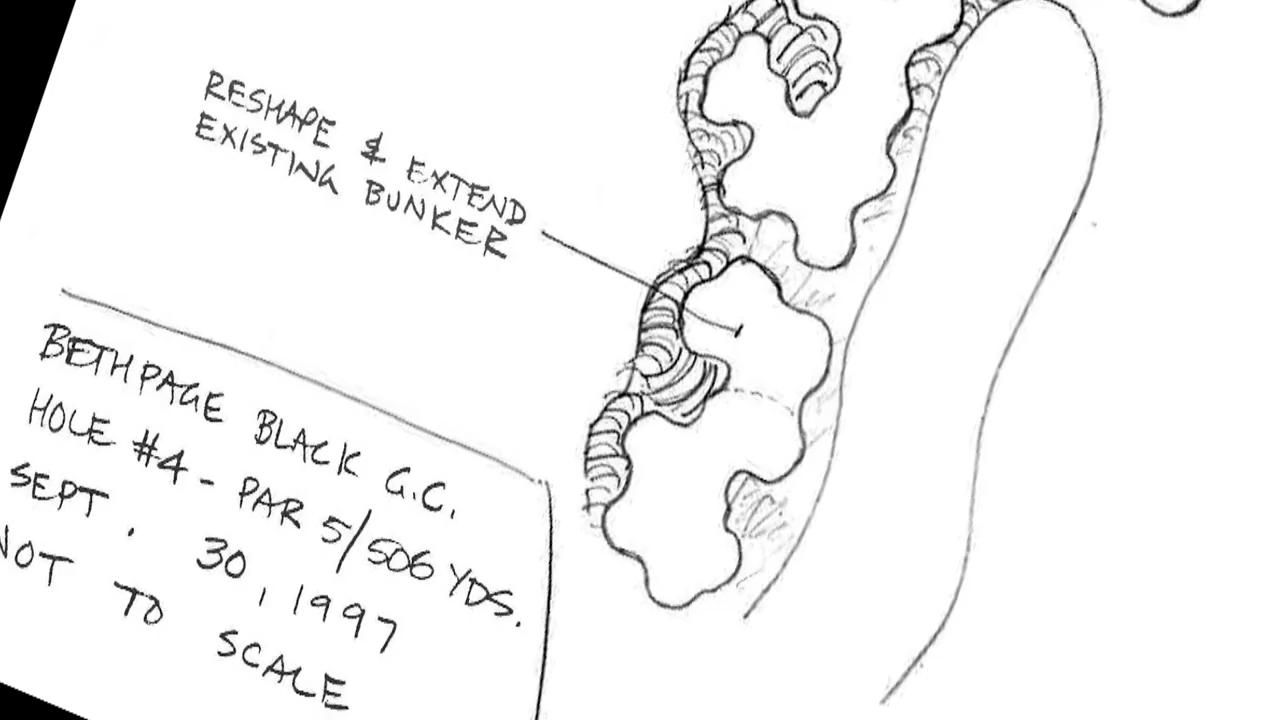 RESHAPE & EXTEND
EXISTING BUNKER
BETHPAGE BLACK G.C.
HOLE #4 - PAR 5/506 YDS.
SEPT. 30, 1997
NOT TO SCALE